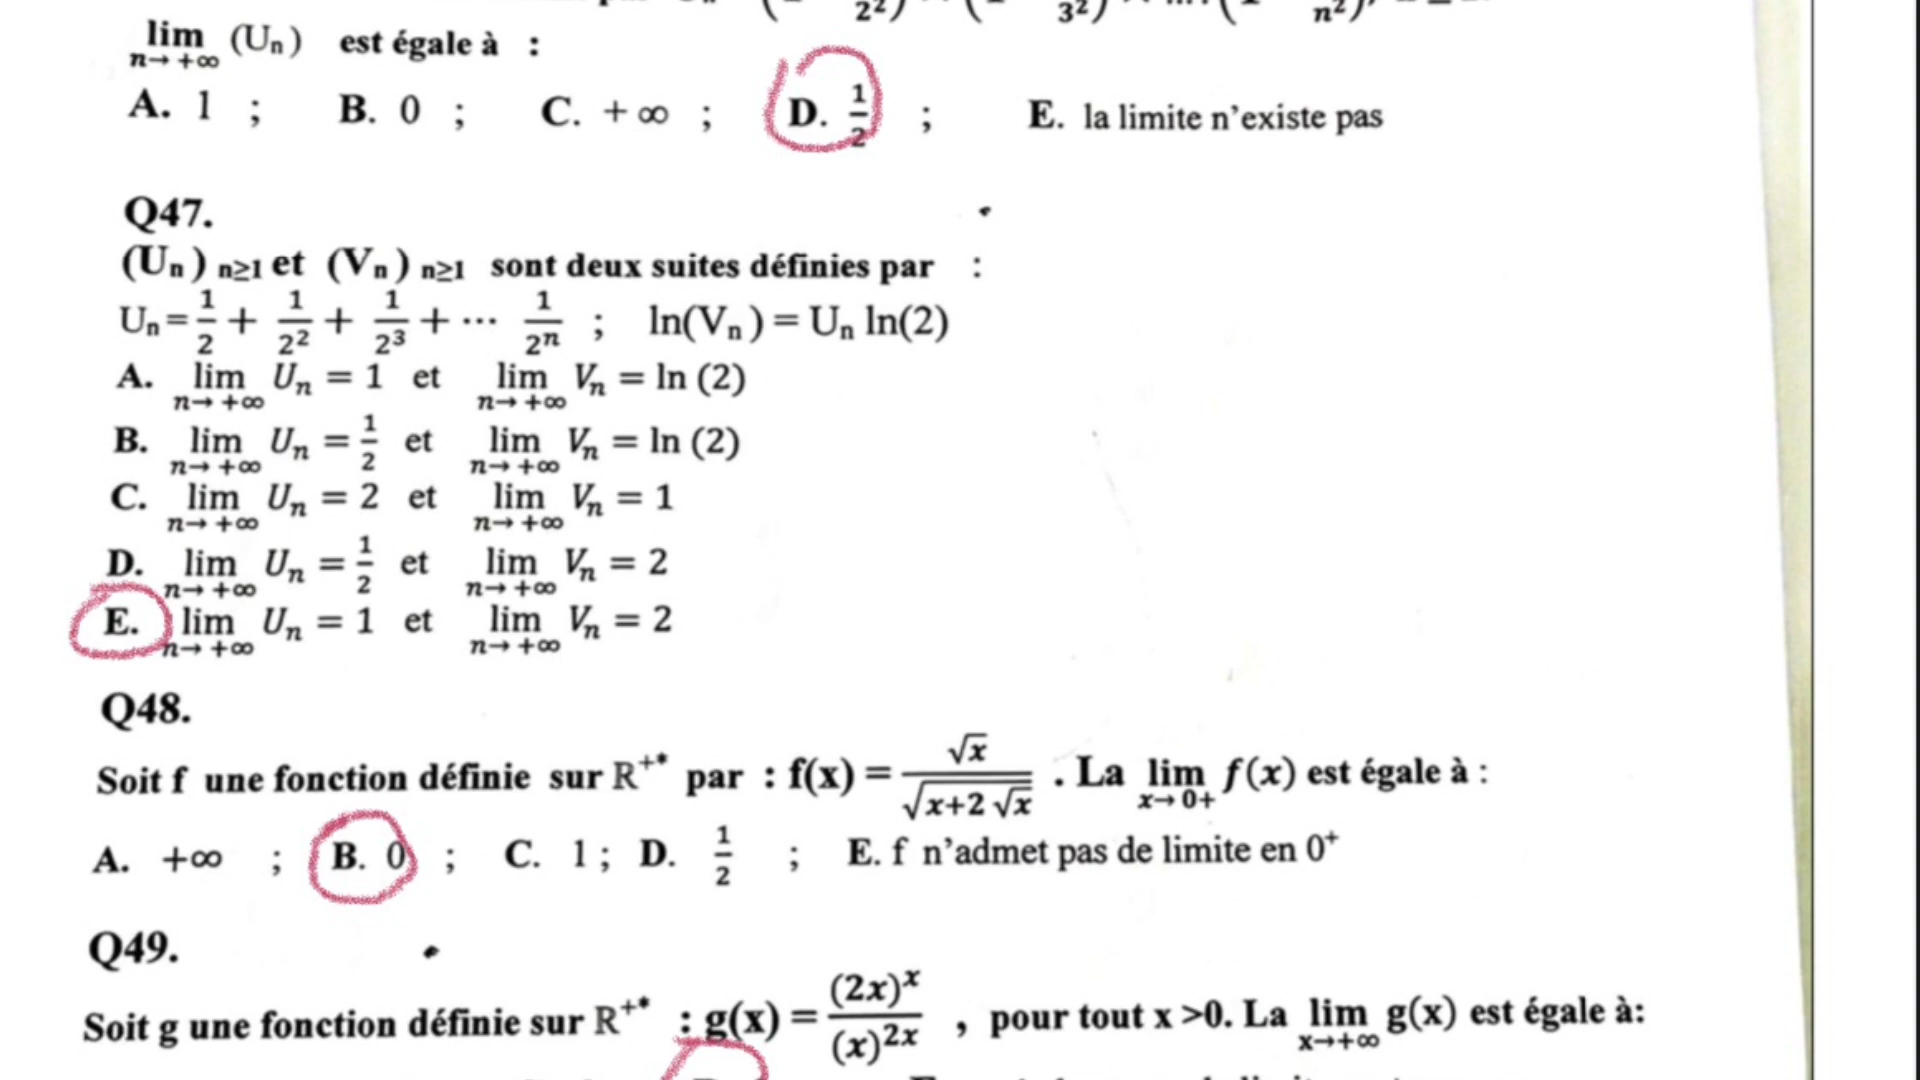 2²) 3²) n²)
lim n→+∞ (Uₙ) est égale à :
A. 1 ; B. 0 ; C. +∞ ; D. 1/2 ; E. la limite n'existe pas
Q47.
(Uₙ) n≥1 et (Vₙ) n≥1 sont deux suites définies par :
Uₙ = 1/2 + 1/2² + 1/2³ + ⋯ 1/2ⁿ ; ln(Vₙ) = Uₙ ln(2)
A. lim n→+∞ Uₙ = 1 et lim n→+∞ Vₙ = ln (2)
B. lim n→+∞ Uₙ = 1/2 et lim n→+∞ Vₙ = ln (2)
C. lim n→+∞ Uₙ = 2 et lim n→+∞ Vₙ = 1
D. lim n→+∞ Uₙ = 1/2 et lim n→+∞ Vₙ = 2
E. lim n→+∞ Uₙ = 1 et lim n→+∞ Vₙ = 2
Q48.
Soit f une fonction définie sur ℝ⁺* par : f(x) = √x / √(x+2√x) . La lim x→0+ f(x) est égale à :
A. +∞ ; B. 0 ; C. 1 ; D. 1/2 ; E. f n'admet pas de limite en 0⁺
Q49.
Soit g une fonction définie sur ℝ⁺* : g(x) = (2x)ˣ / (x)²ˣ , pour tout x >0. La lim x→+∞ g(x) est égale à: